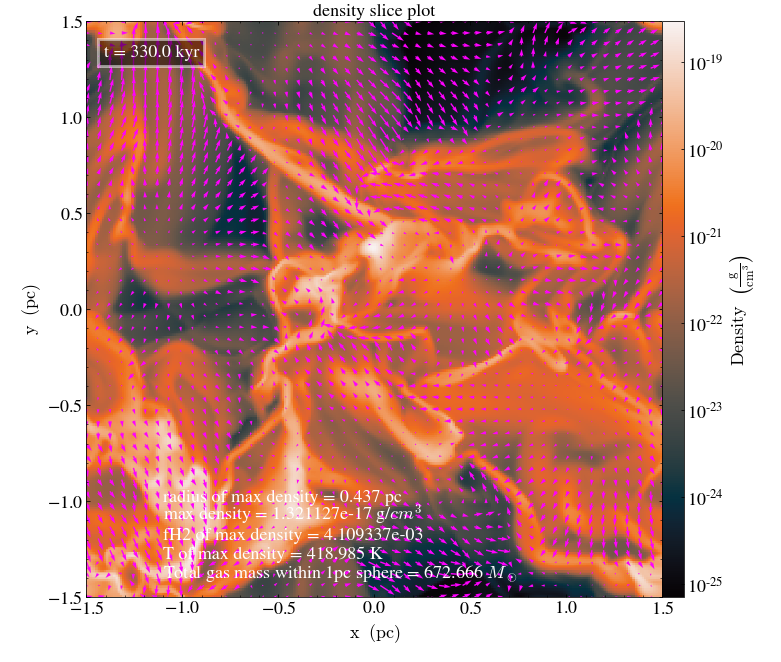 density slice plot
t = 330.0 kyr
radius of max density = 0.437 pc
max density = 1.321127e-17 g/cm³
fH2 of max density = 4.109337e-03
T of max density = 418.985 K
Total gas mass within 1pc sphere = 672.666 M⊙
1.5
1.0
0.5
0.0
−0.5
−1.0
−1.5
y (pc)
−1.5 −1.0 −0.5 0.0 0.5 1.0 1.5
x (pc)
10⁻¹⁹
10⁻²⁰
10⁻²¹
10⁻²²
10⁻²³
10⁻²⁴
10⁻²⁵
Density (g/cm³)